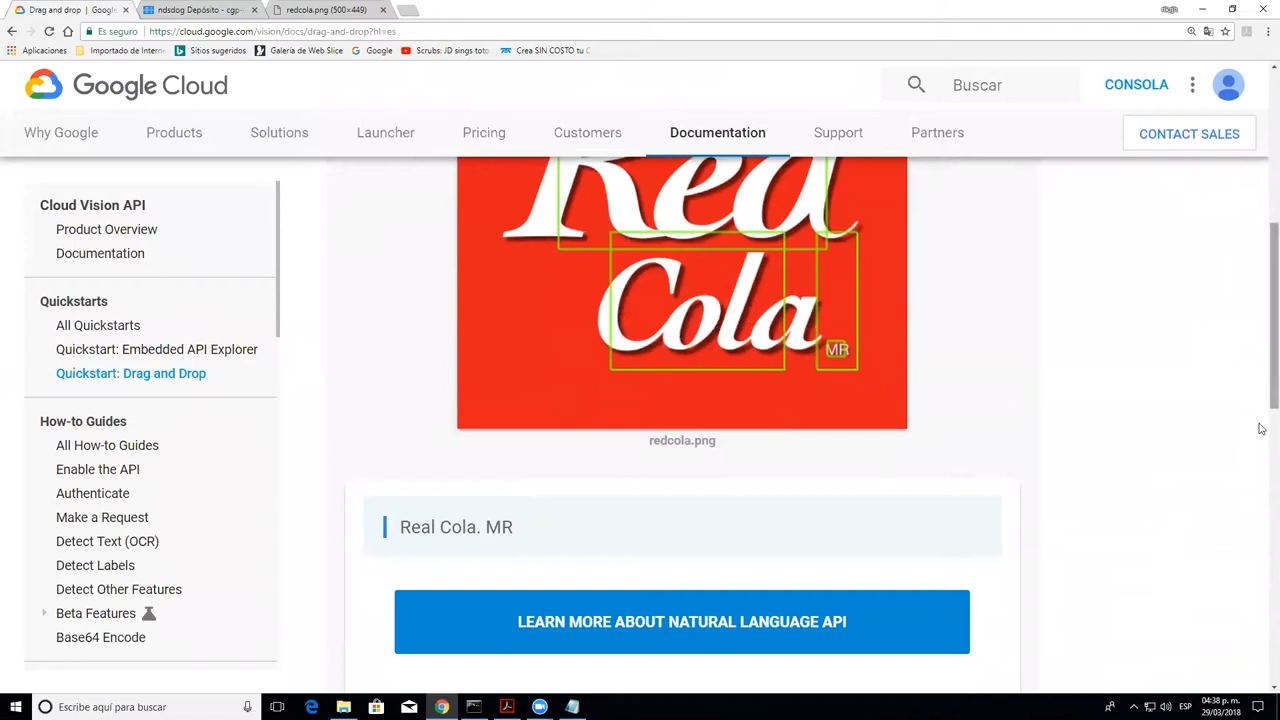 Drag and drop | Googl
ndsdog Depósito - cgp-
redcola.png (500×449)
Es seguro
https://cloud.google.com/vision/docs/drag-and-drop?hl=es
Aplicaciones
Importado de Intern
Sitios sugeridos
Galería de Web Slice
Google
Scrubs: JD sings toto
Crea SIN COSTO tu C
Google Cloud
Buscar
CONSOLA
Why Google
Products
Solutions
Launcher
Pricing
Customers
Documentation
Support
Partners
CONTACT SALES
Cloud Vision API
Product Overview
Documentation
Quickstarts
All Quickstarts
Quickstart: Embedded API Explorer
Quickstart: Drag and Drop
How-to Guides
All How-to Guides
Enable the API
Authenticate
Make a Request
Detect Text (OCR)
Detect Labels
Detect Other Features
Beta Features
Base64 Encode
Red
Cola
MR
redcola.png
Real Cola. MR
LEARN MORE ABOUT NATURAL LANGUAGE API
Escribe aquí para buscar
ESP
04:38 p. m.
29/03/2018